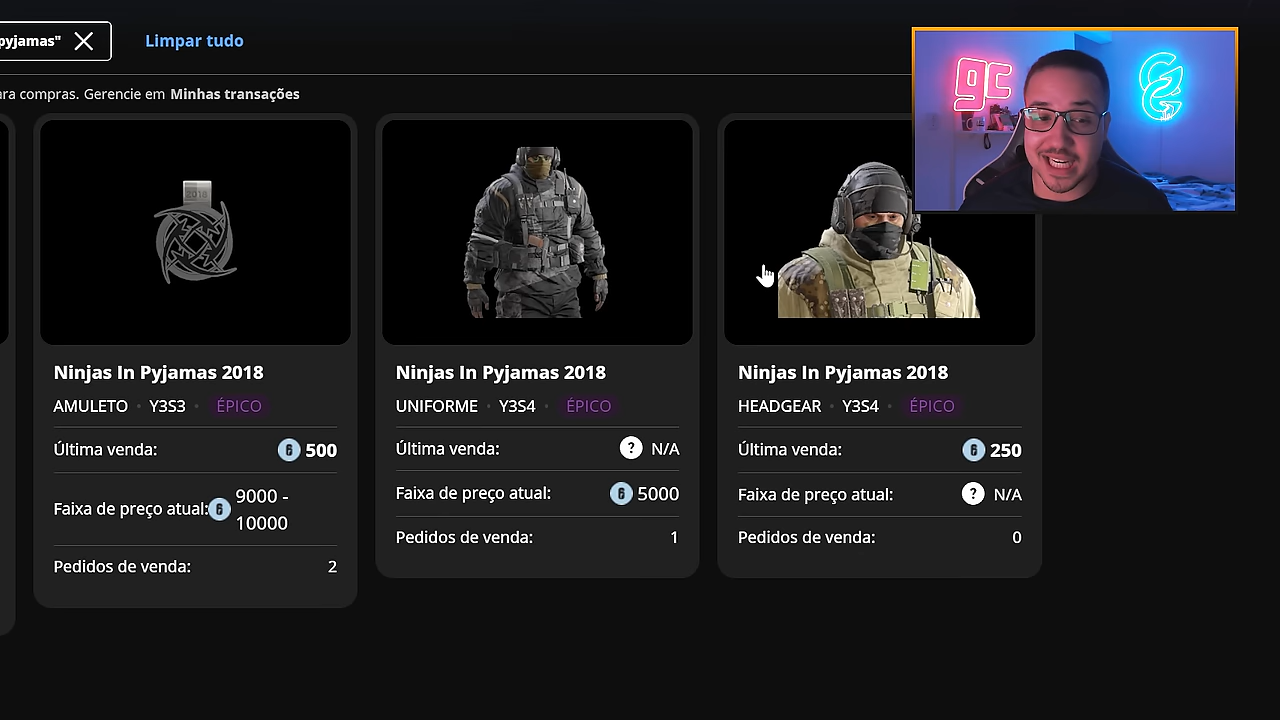 pyjamas"
Limpar tudo
ara compras. Gerencie em Minhas transações
gc
2018
Ninjas In Pyjamas 2018
AMULETO • Y3S3 • ÉPICO
Última venda: 500
Faixa de preço atual: 9000 -
10000
Pedidos de venda: 2
Ninjas In Pyjamas 2018
UNIFORME • Y3S4 • ÉPICO
Última venda: ? N/A
Faixa de preço atual: 5000
Pedidos de venda: 1
Ninjas In Pyjamas 2018
HEADGEAR • Y3S4 • ÉPICO
Última venda: 250
Faixa de preço atual: ? N/A
Pedidos de venda: 0